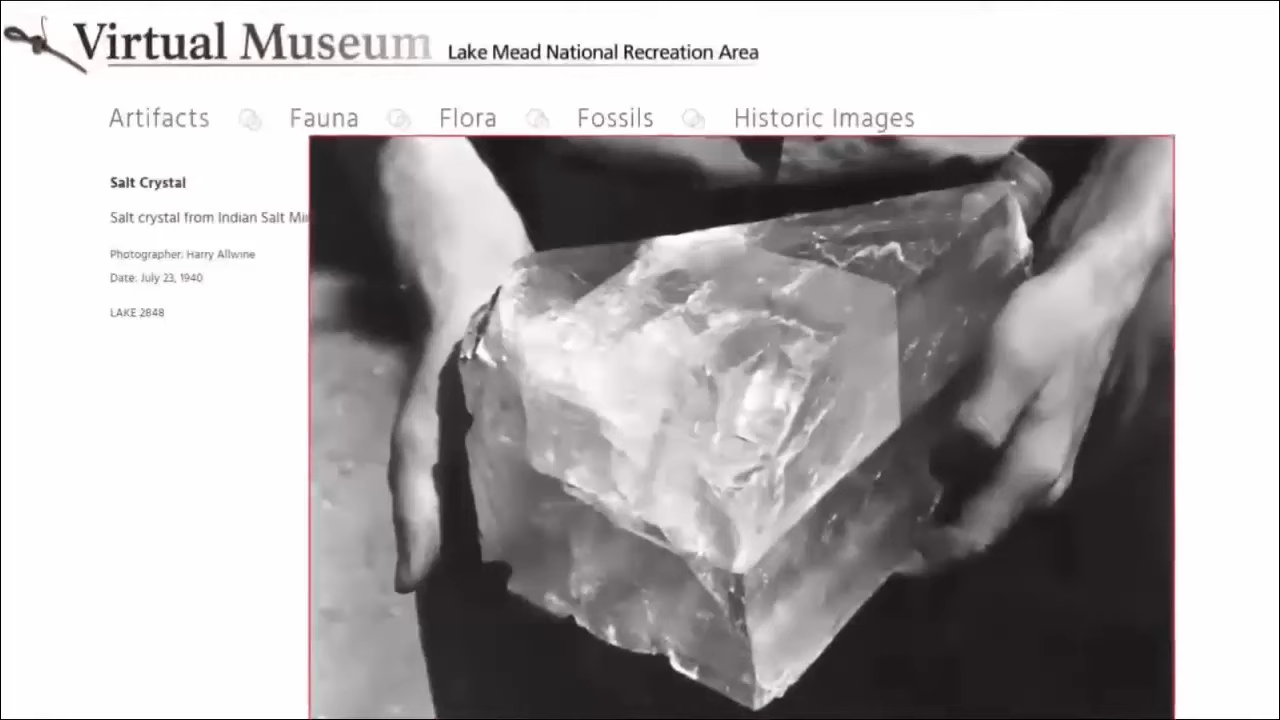 Virtual Museum Lake Mead National Recreation Area
Artifacts Fauna Flora Fossils Historic Images
Salt Crystal
Salt crystal from Indian Salt
Photographer: Harry Allwine
Date: July 23, 1940
LAKE 2848